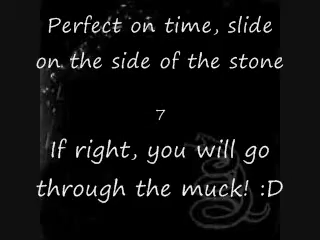 Perfect on time, slide
on the side of the stone
7
If right, you will go
through the muck! :D